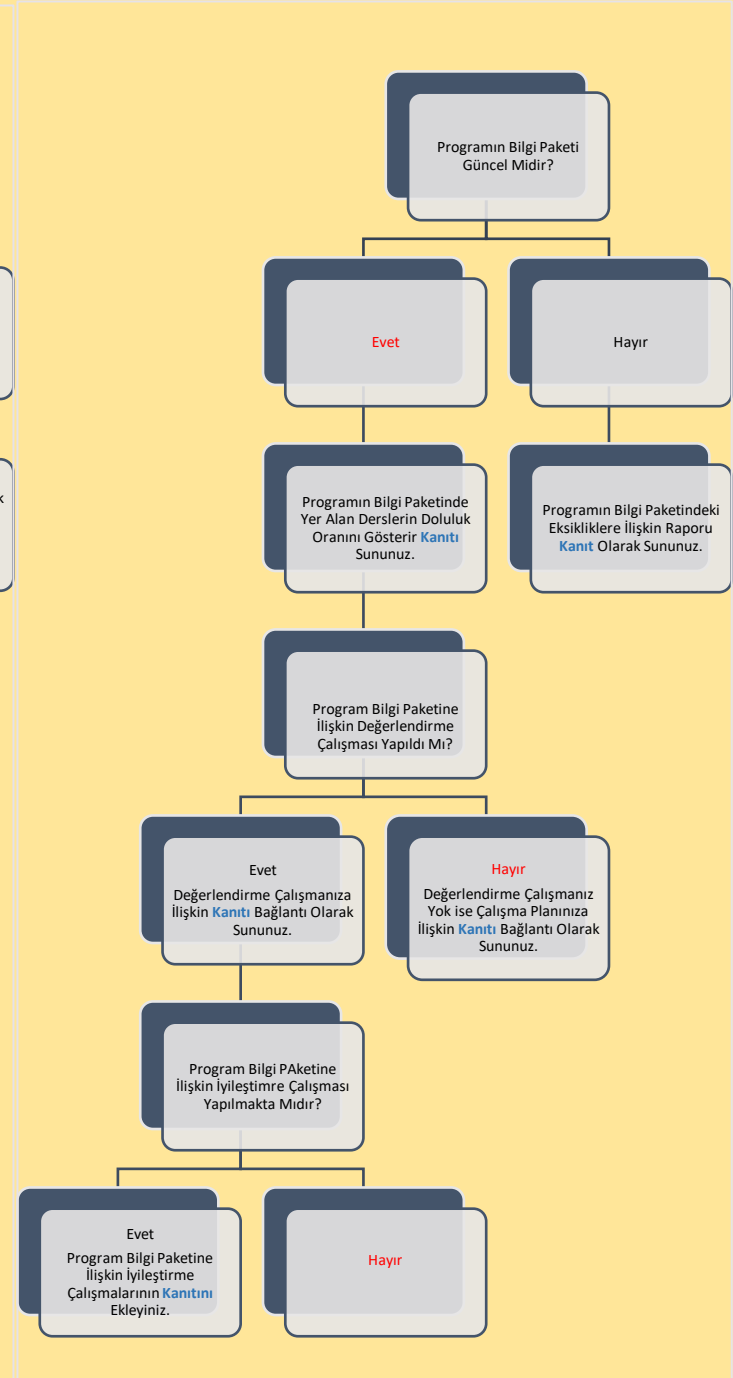 Programın Bilgi Paketi
Güncel Midir?
Evet
Hayır
k
Programın Bilgi Paketinde
Yer Alan Derslerin Doluluk
Oranını Gösterir Kanıtı
Sununuz.
Programın Bilgi Paketindeki
Eksikliklere İlişkin Raporu
Kanıt Olarak Sununuz.
Program Bilgi Paketine
İlişkin Değerlendirme
Çalışması Yapıldı Mı?
Evet
Değerlendirme Çalışmanıza
İlişkin Kanıtı Bağlantı Olarak
Sununuz.
Hayır
Değerlendirme Çalışmanız
Yok ise Çalışma Planınıza
İlişkin Kanıtı Bağlantı Olarak
Sununuz.
Program Bilgi PAketine
İlişkin İyileştimre Çalışması
Yapılmakta Mıdır?
Evet
Program Bilgi Paketine
İlişkin İyileştirme
Çalışmalarının Kanıtını
Ekleyiniz.
Hayır